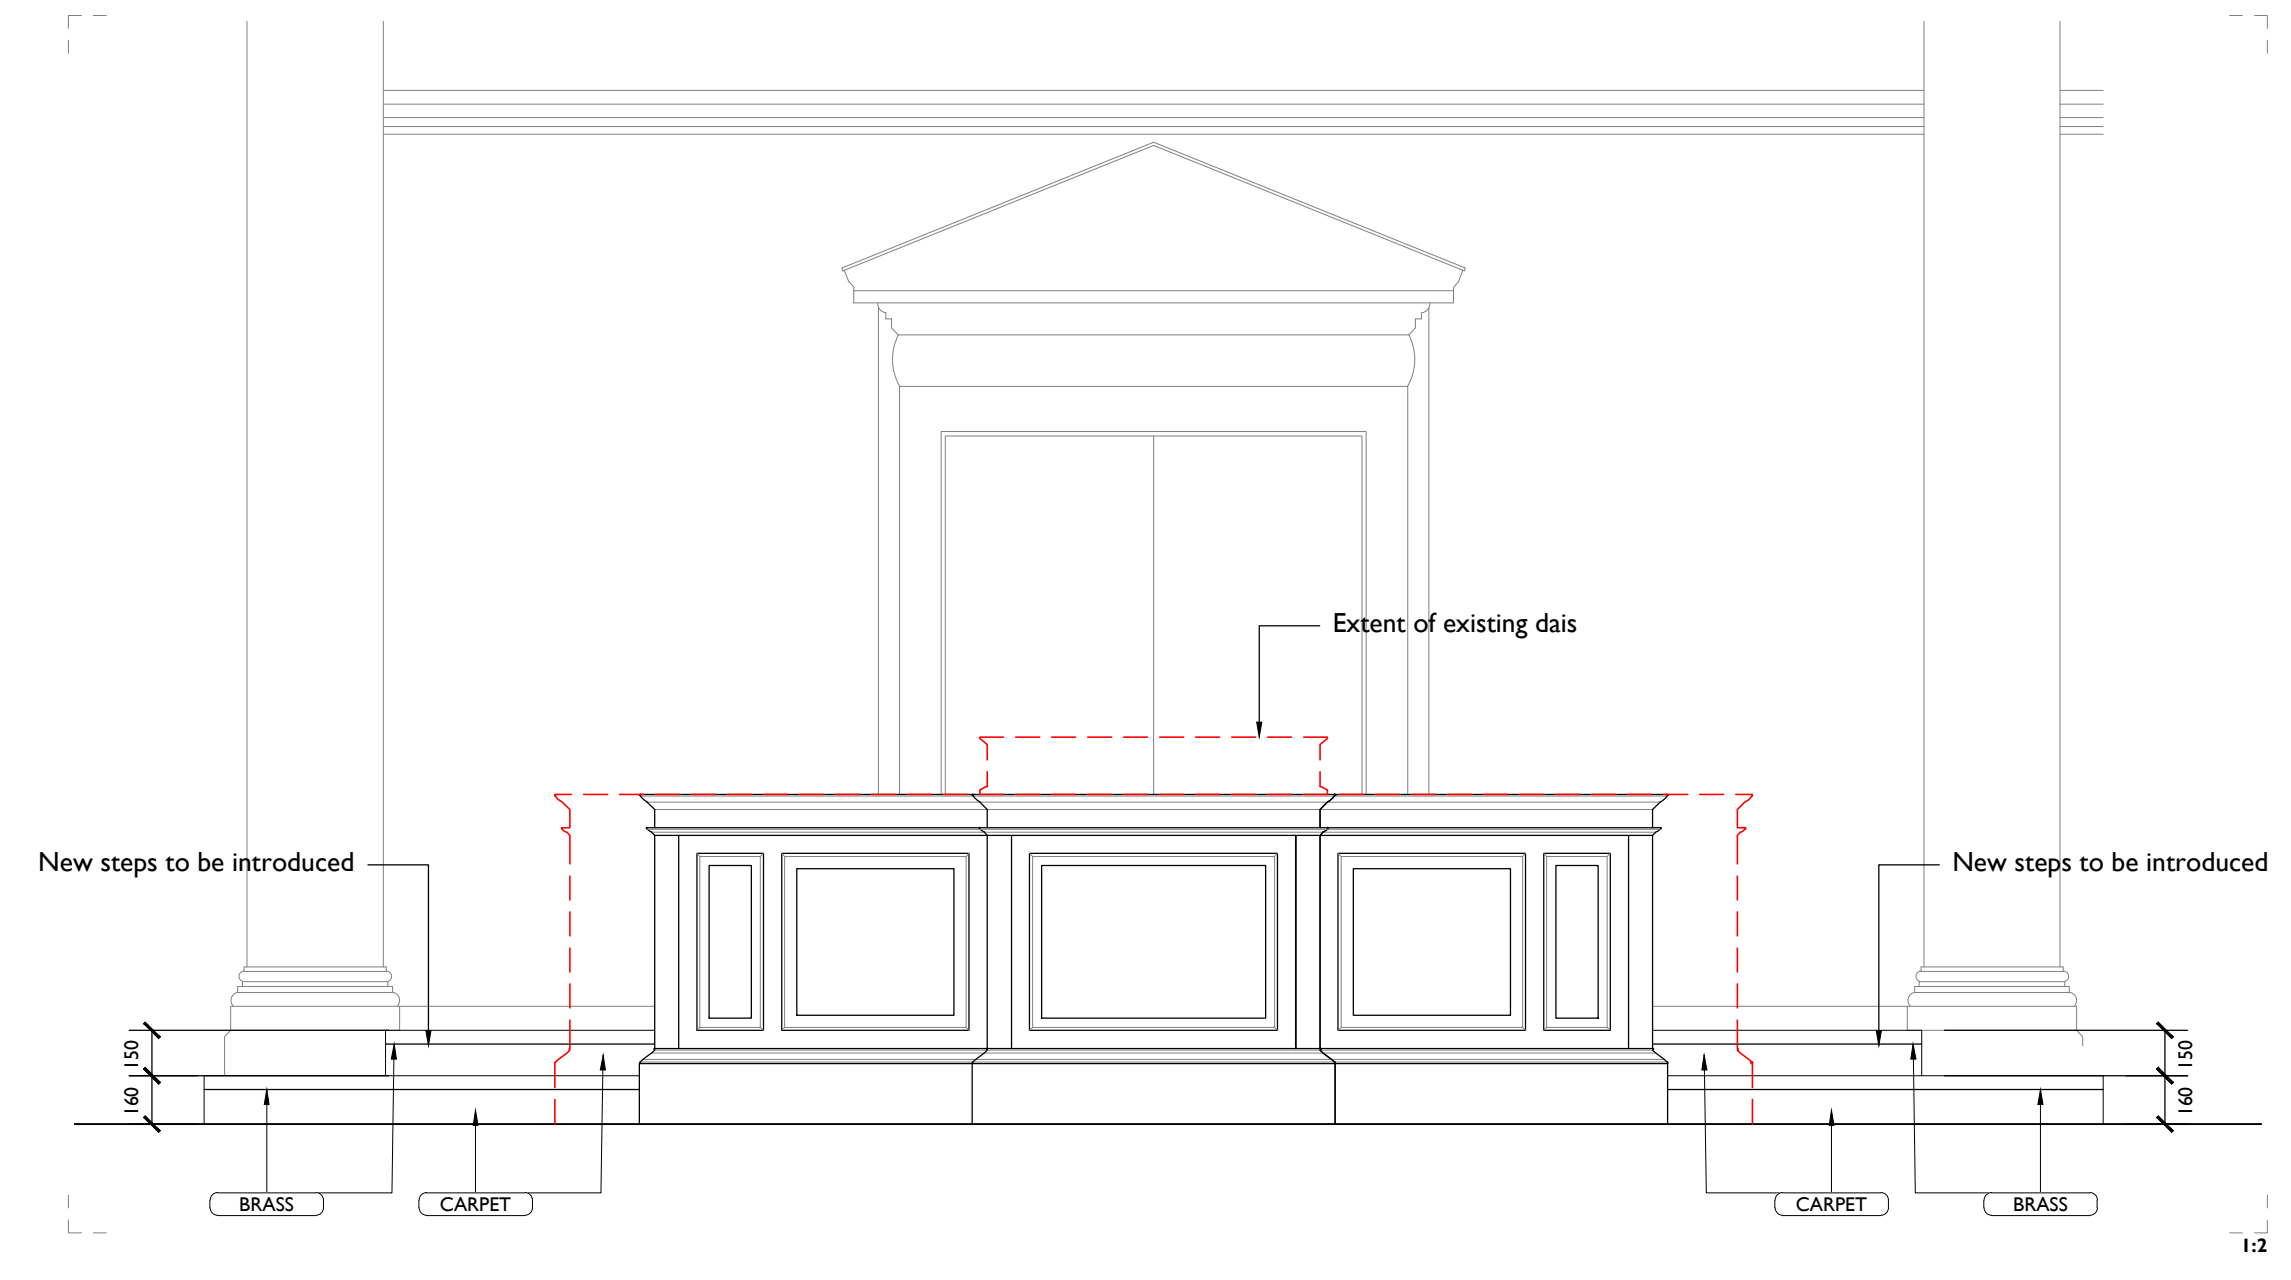 Extent of existing dais
New steps to be introduced
New steps to be introduced
150
160
150
160
BRASS
CARPET
CARPET
BRASS
1:2